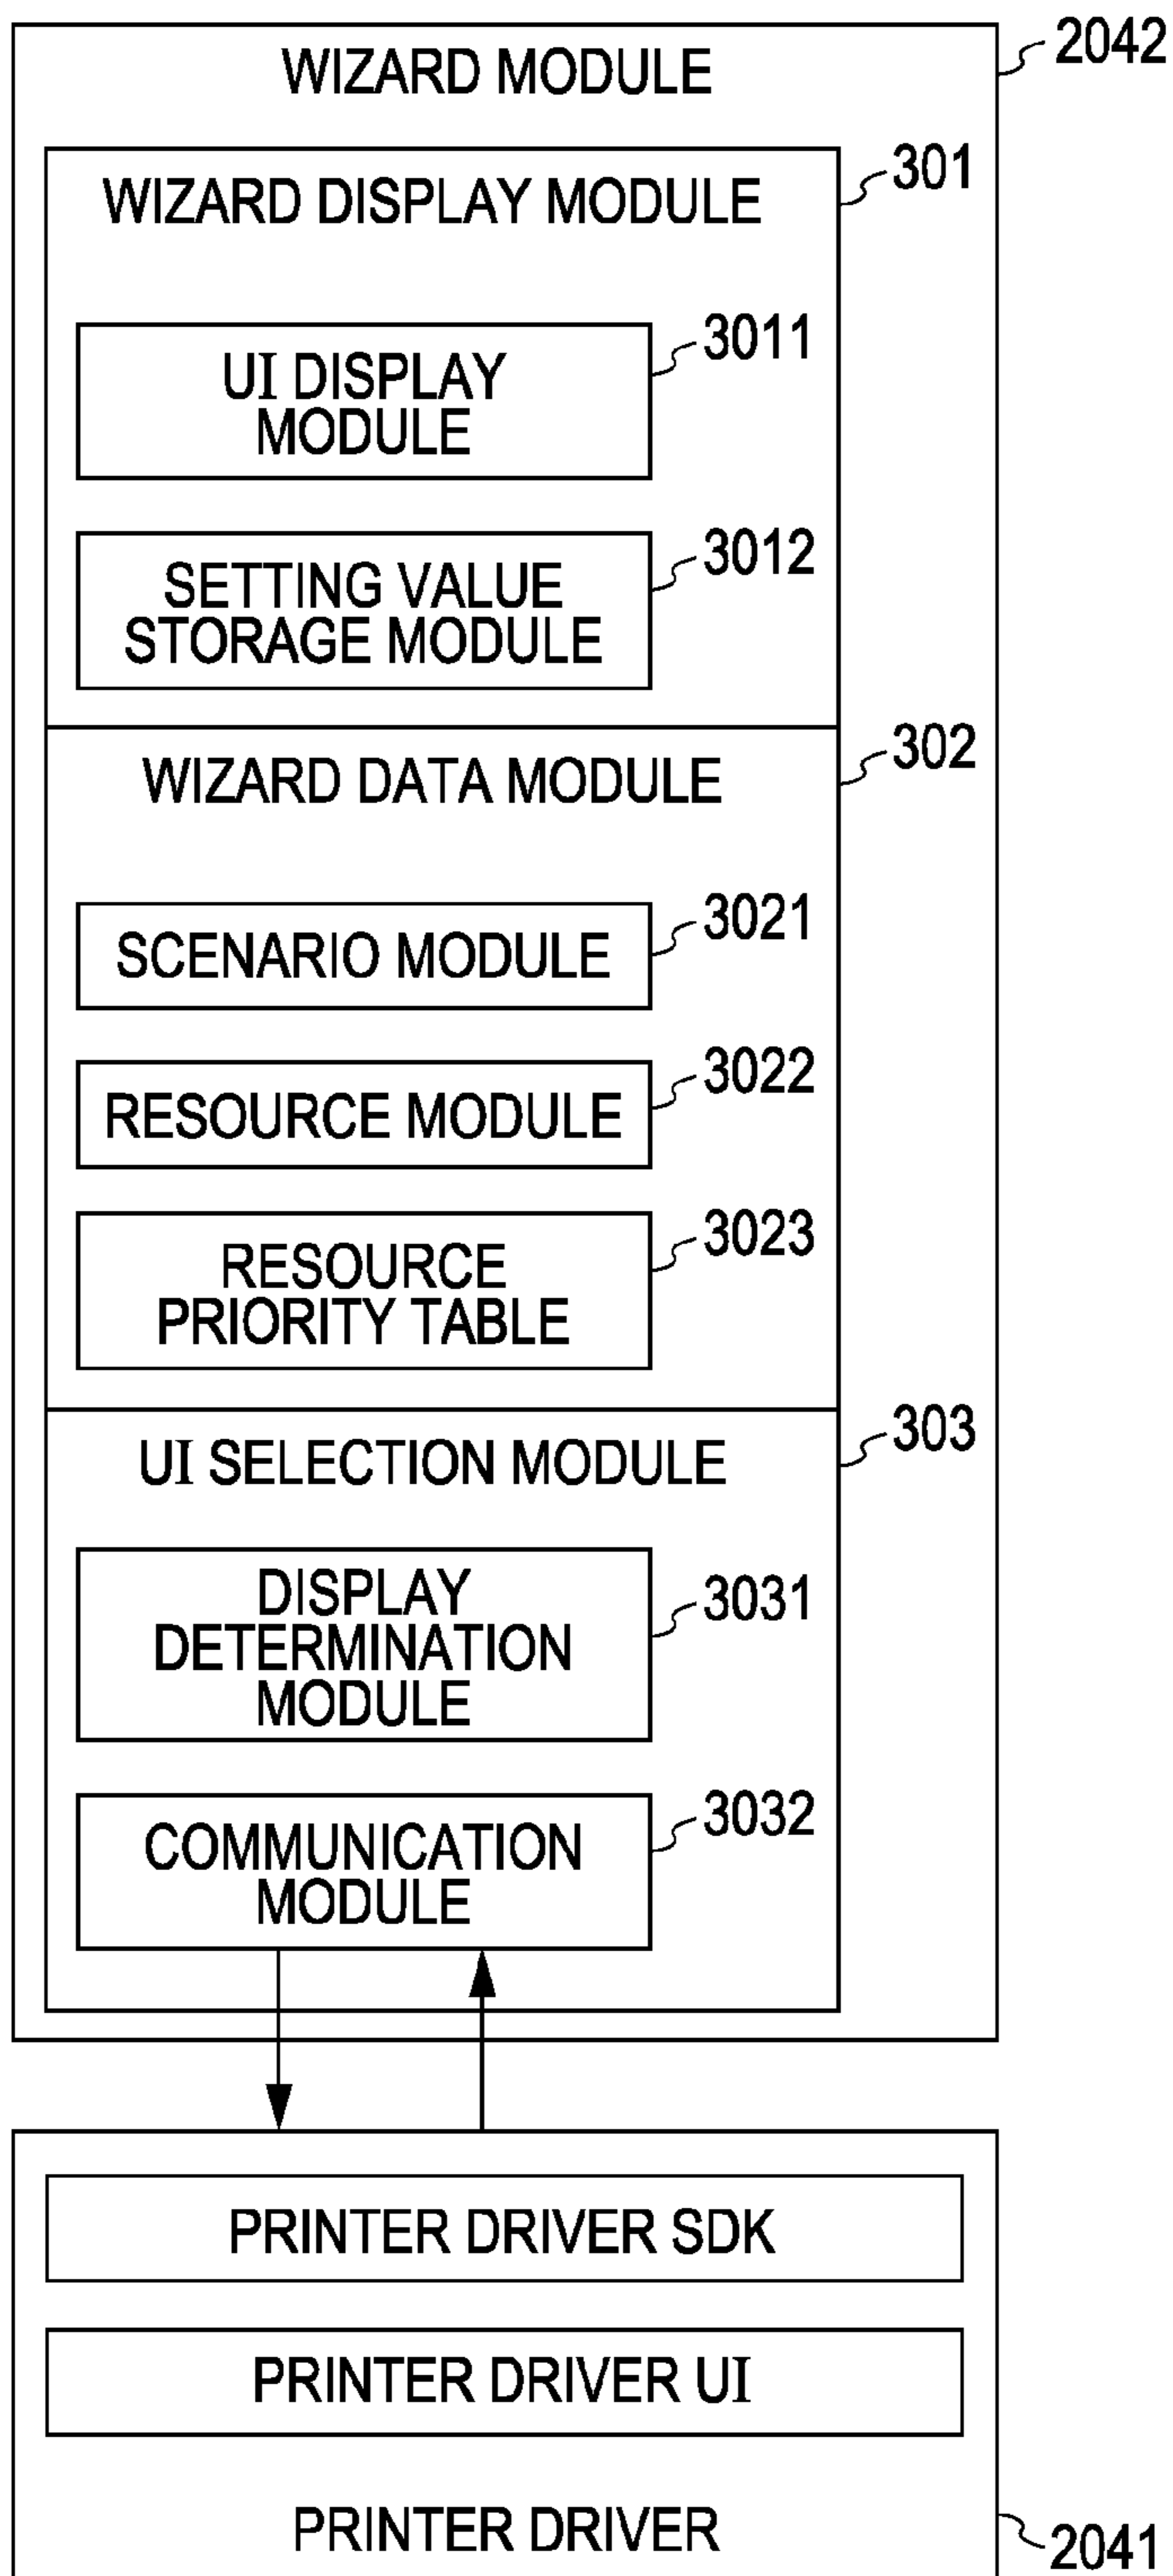 WIZARD MODULE
2042
WIZARD DISPLAY MODULE
301
UI DISPLAY
MODULE
3011
SETTING VALUE
STORAGE MODULE
3012
WIZARD DATA MODULE
302
SCENARIO MODULE
3021
RESOURCE MODULE
3022
RESOURCE
PRIORITY TABLE
3023
UI SELECTION MODULE
303
DISPLAY
DETERMINATION
MODULE
3031
COMMUNICATION
MODULE
3032
PRINTER DRIVER SDK
PRINTER DRIVER UI
PRINTER DRIVER
2041